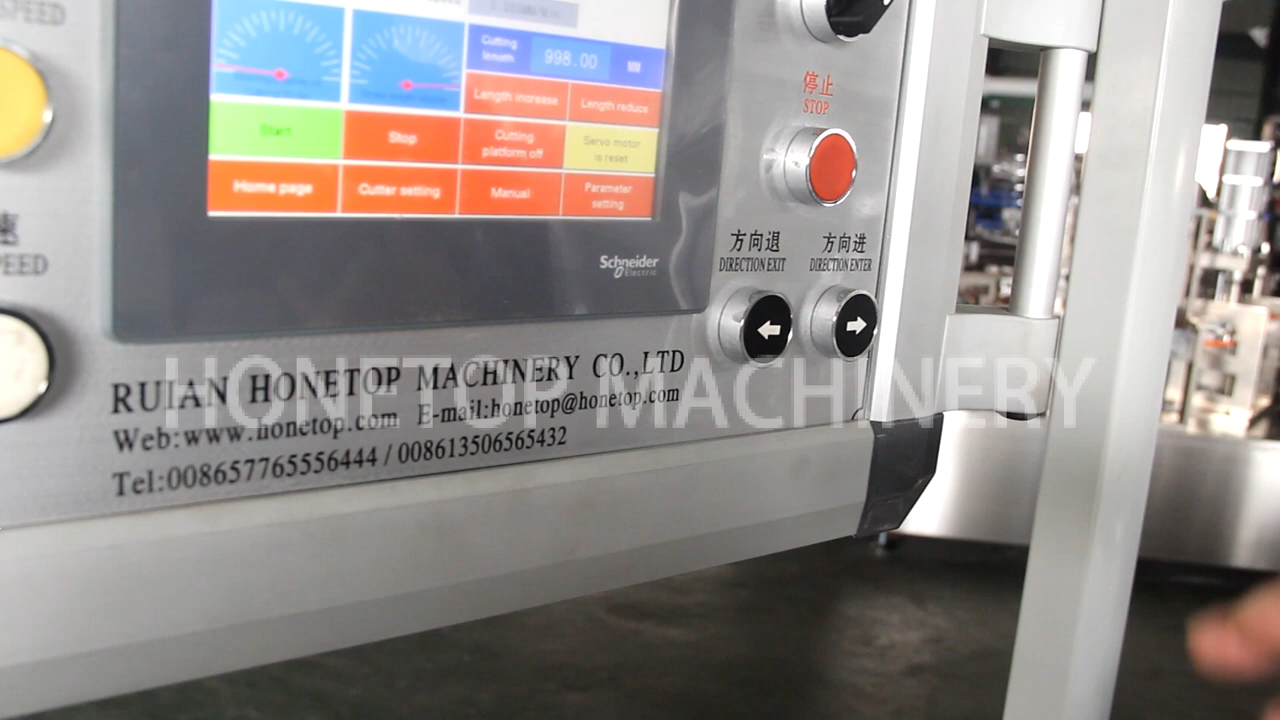 SPEED
Cutting length 998.00 MM
Length increase Length reduce
Start Stop Cutting platform off Servo motor is reset
Home page Cutter setting Manual Parameter setting
停止
STOP
速
SPEED
方向退 方向进
DIRECTION EXIT DIRECTION ENTER
Schneider
Electric
RUIAN HONETOP MACHINERY CO.,LTD
Web:www.honetop.com E-mail:honetop@honetop.com
Tel:008657765556444 / 008613506565432
HONETOP MACHINERY